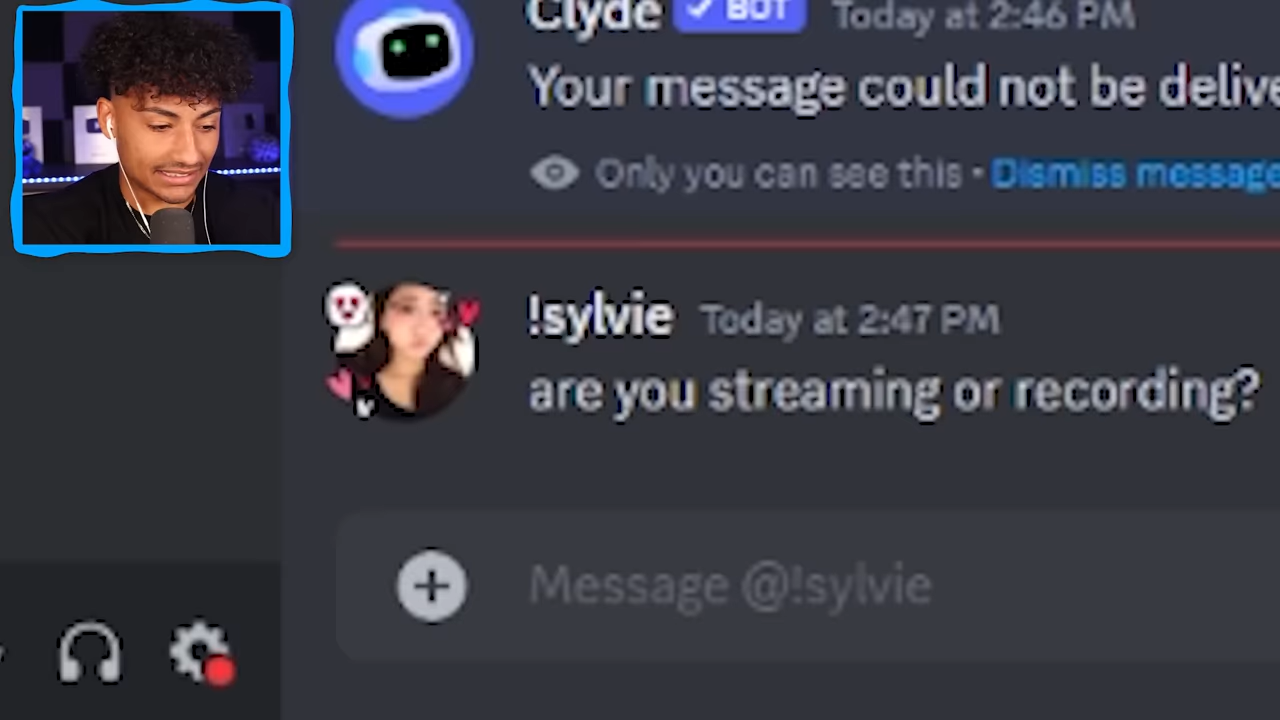 Clyde ✓ BOT Today at 2:46 PM
Your message could not be
Only you can see this • Dismiss message
!sylvie Today at 2:47 PM
are you streaming or recording?
Message @!sylvie